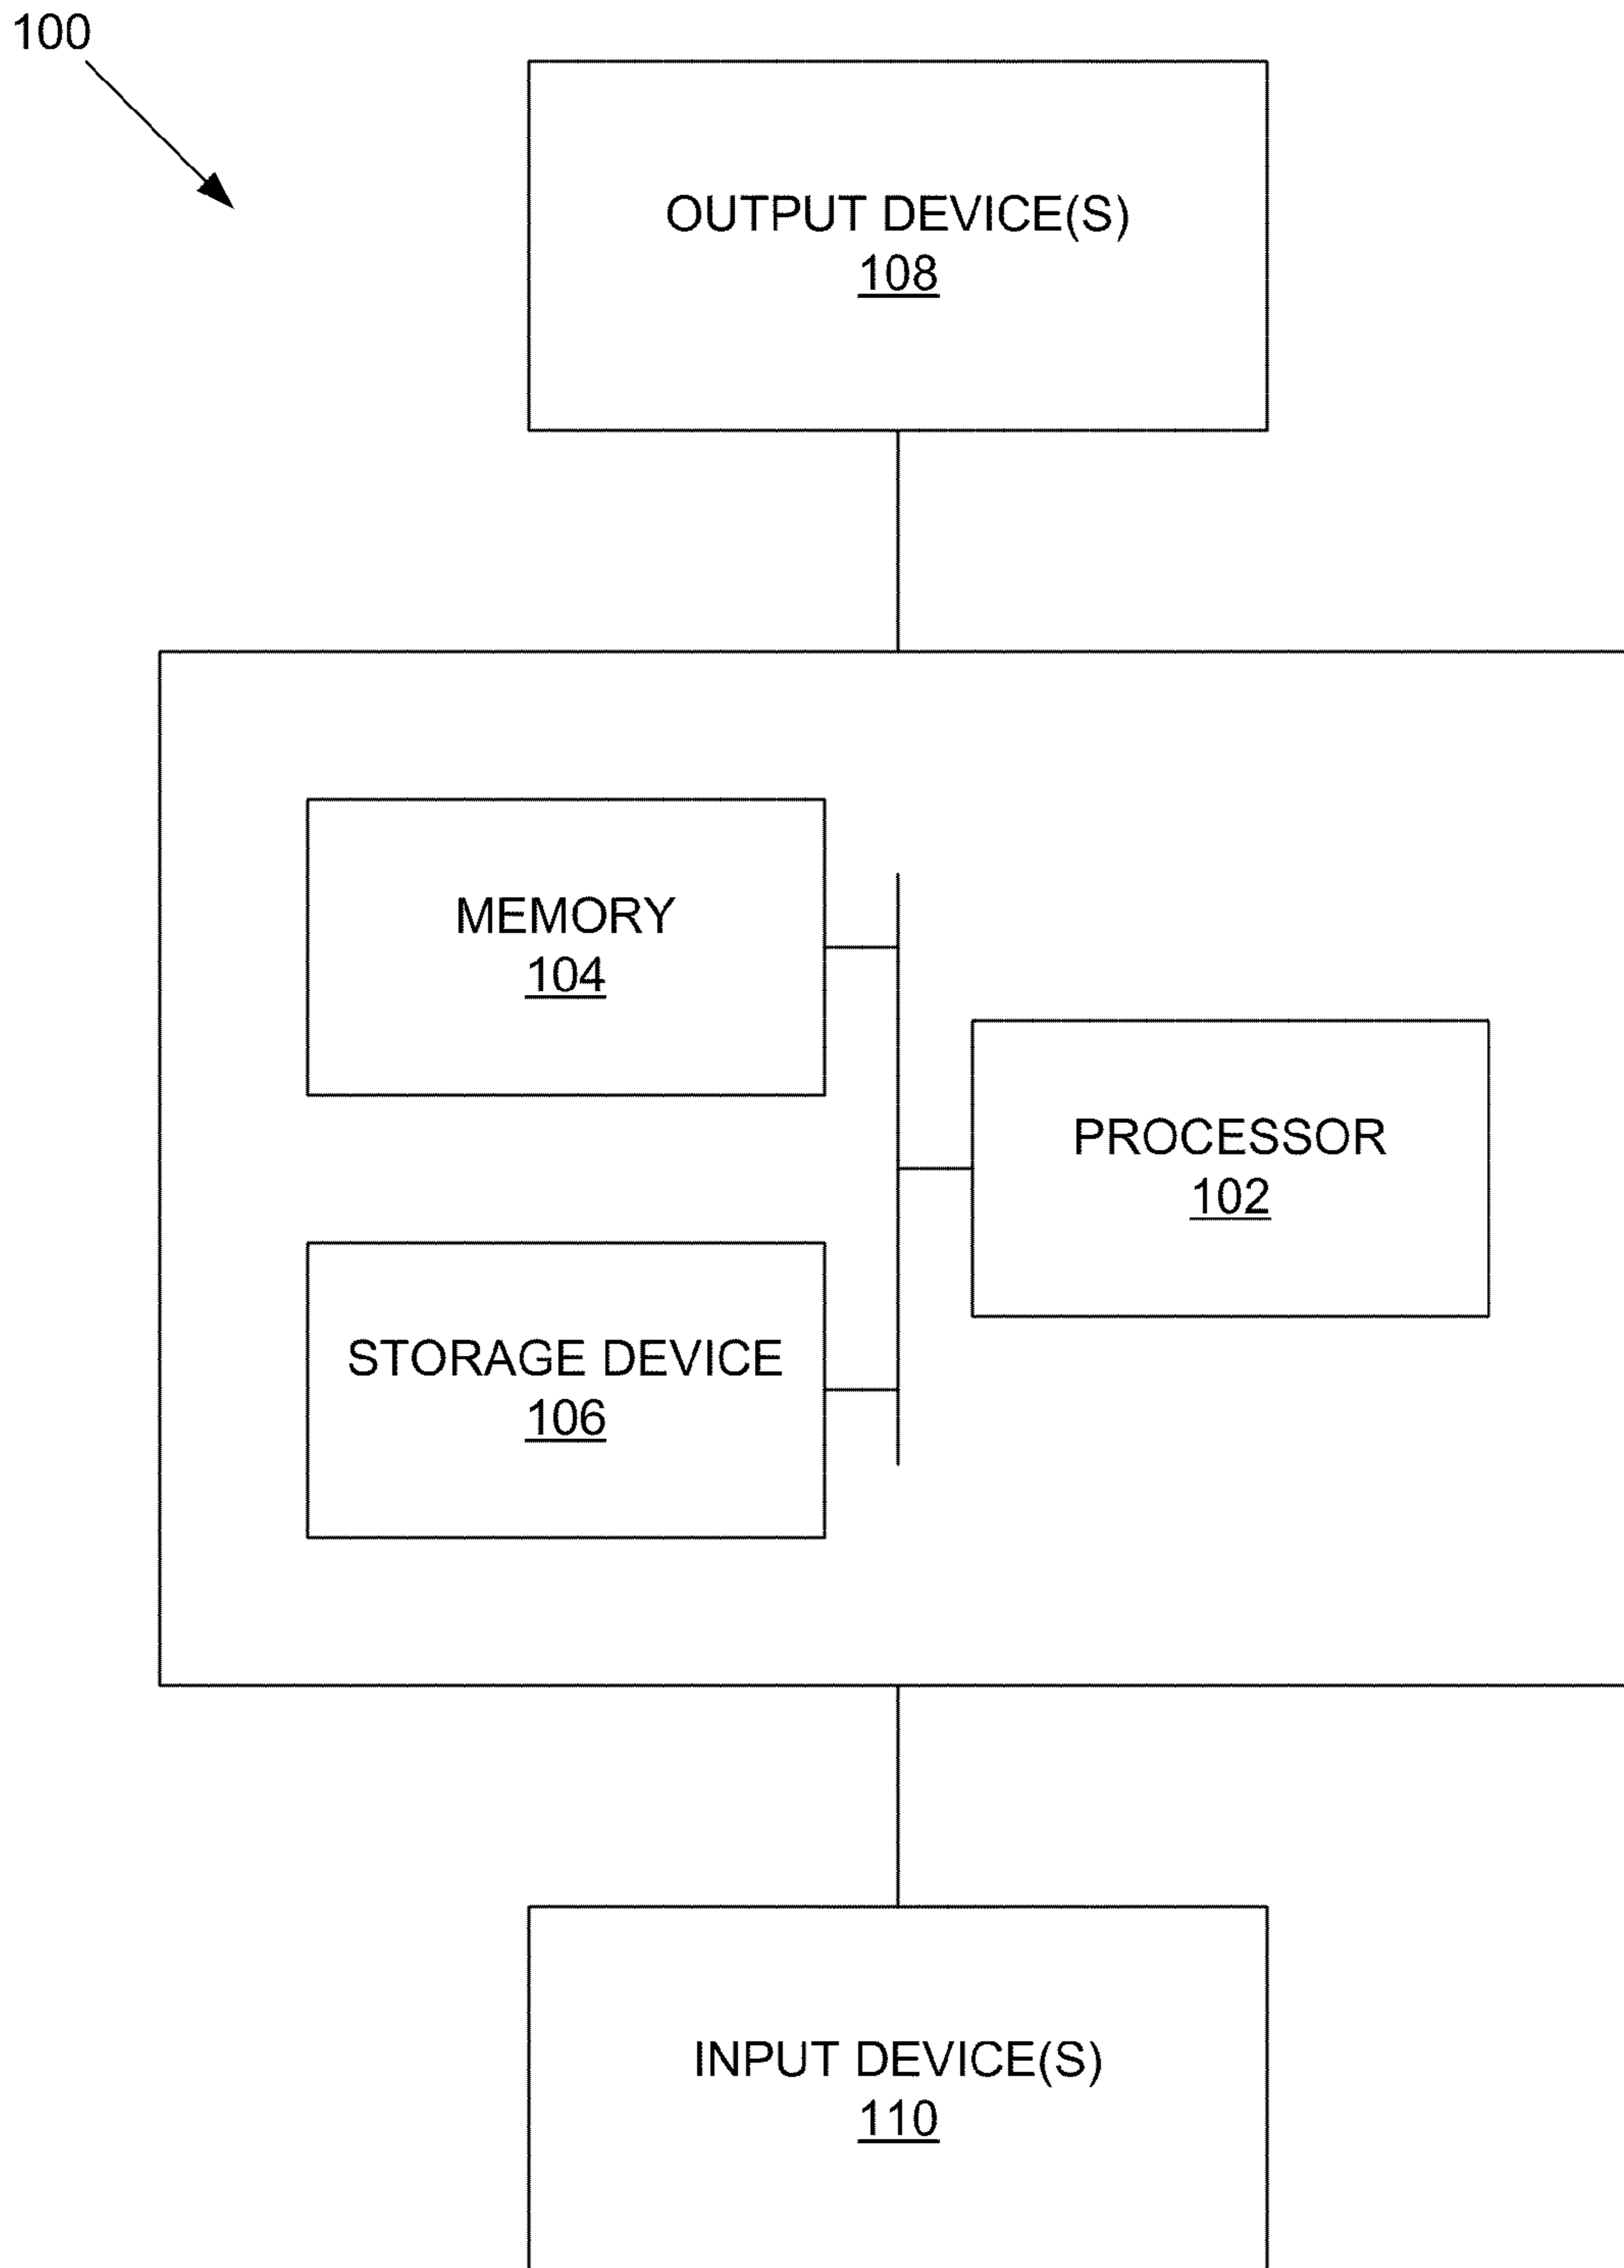 100
OUTPUT DEVICE(S)
108
MEMORY
104
PROCESSOR
102
STORAGE DEVICE
106
INPUT DEVICE(S)
110